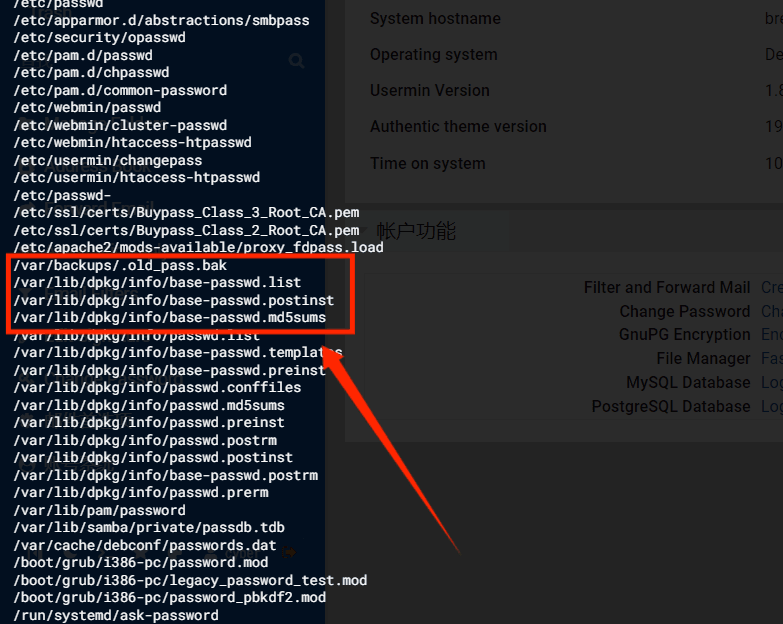 /etc/passwd
/etc/apparmor.d/abstractions/smbpass
/etc/security/opasswd
/etc/pam.d/passwd
/etc/pam.d/chpasswd
/etc/pam.d/common-password
/etc/webmin/passwd
/etc/webmin/cluster-passwd
/etc/webmin/htaccess-htpasswd
/etc/usermin/changepass
/etc/usermin/htaccess-htpasswd
/etc/passwd-
/etc/ssl/certs/Buypass_Class_3_Root_CA.pem
/etc/ssl/certs/Buypass_Class_2_Root_CA.pem
/etc/apache2/mods-available/proxy_fdpass.load
/var/backups/.old_pass.bak
/var/lib/dpkg/info/base-passwd.list
/var/lib/dpkg/info/base-passwd.postinst
/var/lib/dpkg/info/base-passwd.md5sums
/var/lib/dpkg/info/passwd.list
/var/lib/dpkg/info/base-passwd.templates
/var/lib/dpkg/info/base-passwd.preinst
/var/lib/dpkg/info/passwd.conffiles
/var/lib/dpkg/info/passwd.md5sums
/var/lib/dpkg/info/passwd.preinst
/var/lib/dpkg/info/passwd.postrm
/var/lib/dpkg/info/passwd.postinst
/var/lib/dpkg/info/base-passwd.postrm
/var/lib/dpkg/info/passwd.prerm
/var/lib/pam/password
/var/lib/samba/private/passdb.tdb
/var/cache/debconf/passwords.dat
/boot/grub/i386-pc/password.mod
/boot/grub/i386-pc/legacy_password_test.mod
/boot/grub/i386-pc/password_pbkdf2.mod
/run/systemd/ask-password
System hostname
Operating system
Usermin Version 1.8
Authentic theme version 19
Time on system
帐户功能
Filter and Forward Mail
Change Password
GnuPG Encryption
File Manager
MySQL Database
PostgreSQL Database